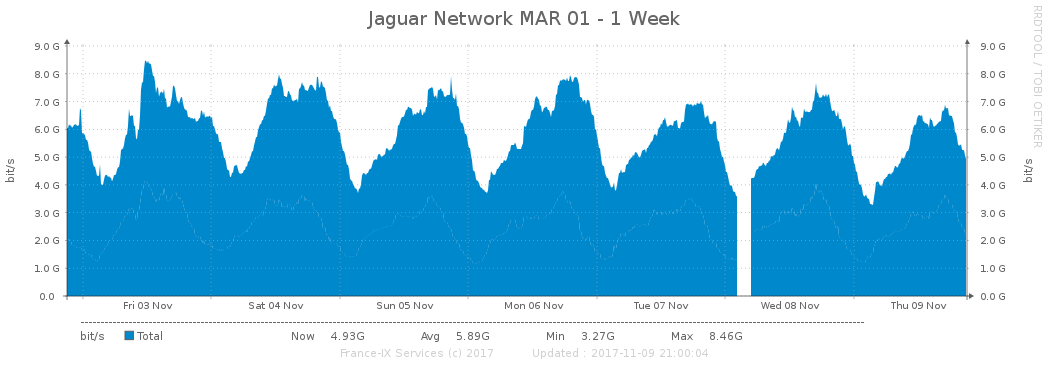 Jaguar Network MAR 01 - 1 Week
RRDTOOL / TOBI OETIKER
bit/s
bit/s
9.0 G 9.0 G
8.0 G 8.0 G
7.0 G 7.0 G
6.0 G 6.0 G
5.0 G 5.0 G
4.0 G 4.0 G
3.0 G 3.0 G
2.0 G 2.0 G
1.0 G 1.0 G
0.0 0.0 G
Fri 03 Nov Sat 04 Nov Sun 05 Nov Mon 06 Nov Tue 07 Nov Wed 08 Nov Thu 09 Nov
bit/s Total Now 4.93G Avg 5.89G Min 3.27G Max 8.46G
France-IX Services (c) 2017 Updated : 2017-11-09 21:00:04